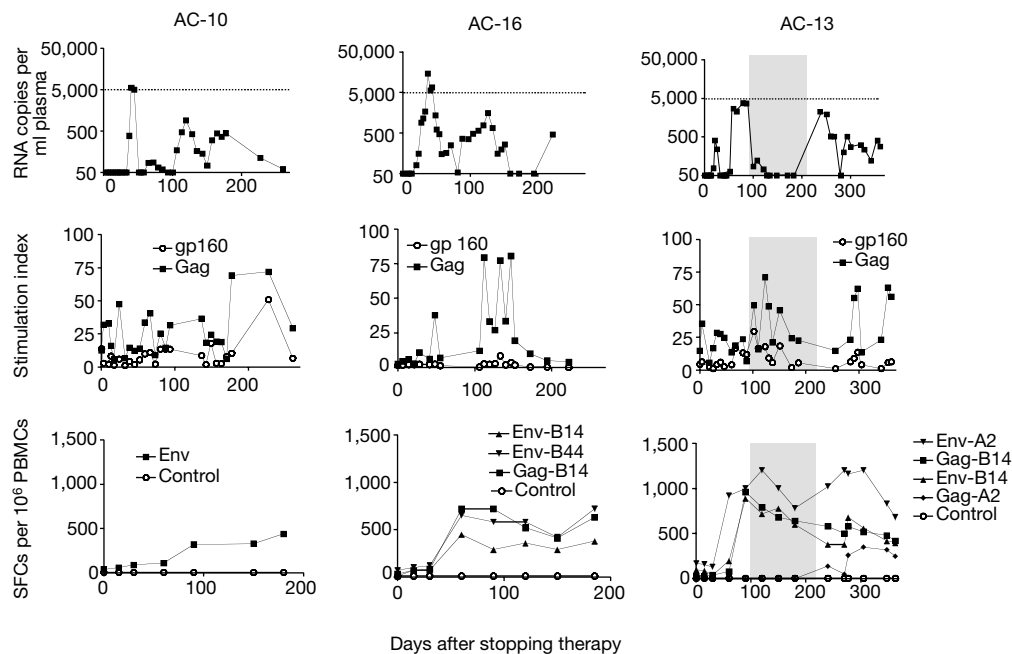 AC-10
AC-16
AC-13
RNA copies per
ml plasma
50,000
5,000
500
50
0
100
200
50,000
5,000
500
50
0
100
200
50,000
5,000
500
50
0
100
200
300
Stimulation index
100
75
50
25
0
0
100
200
gp160
Gag
100
75
50
25
0
0
100
200
gp 160
Gag
100
75
50
25
0
0
100
200
300
gp160
Gag
SFCs per 10⁶ PBMCs
1,500
1,000
500
0
0
100
200
Env
Control
1,500
1,000
500
0
0
100
200
Env-B14
Env-B44
Gag-B14
Control
1,500
1,000
500
0
0
100
200
300
Env-A2
Gag-B14
Env-B14
Gag-A2
Control
Days after stopping therapy